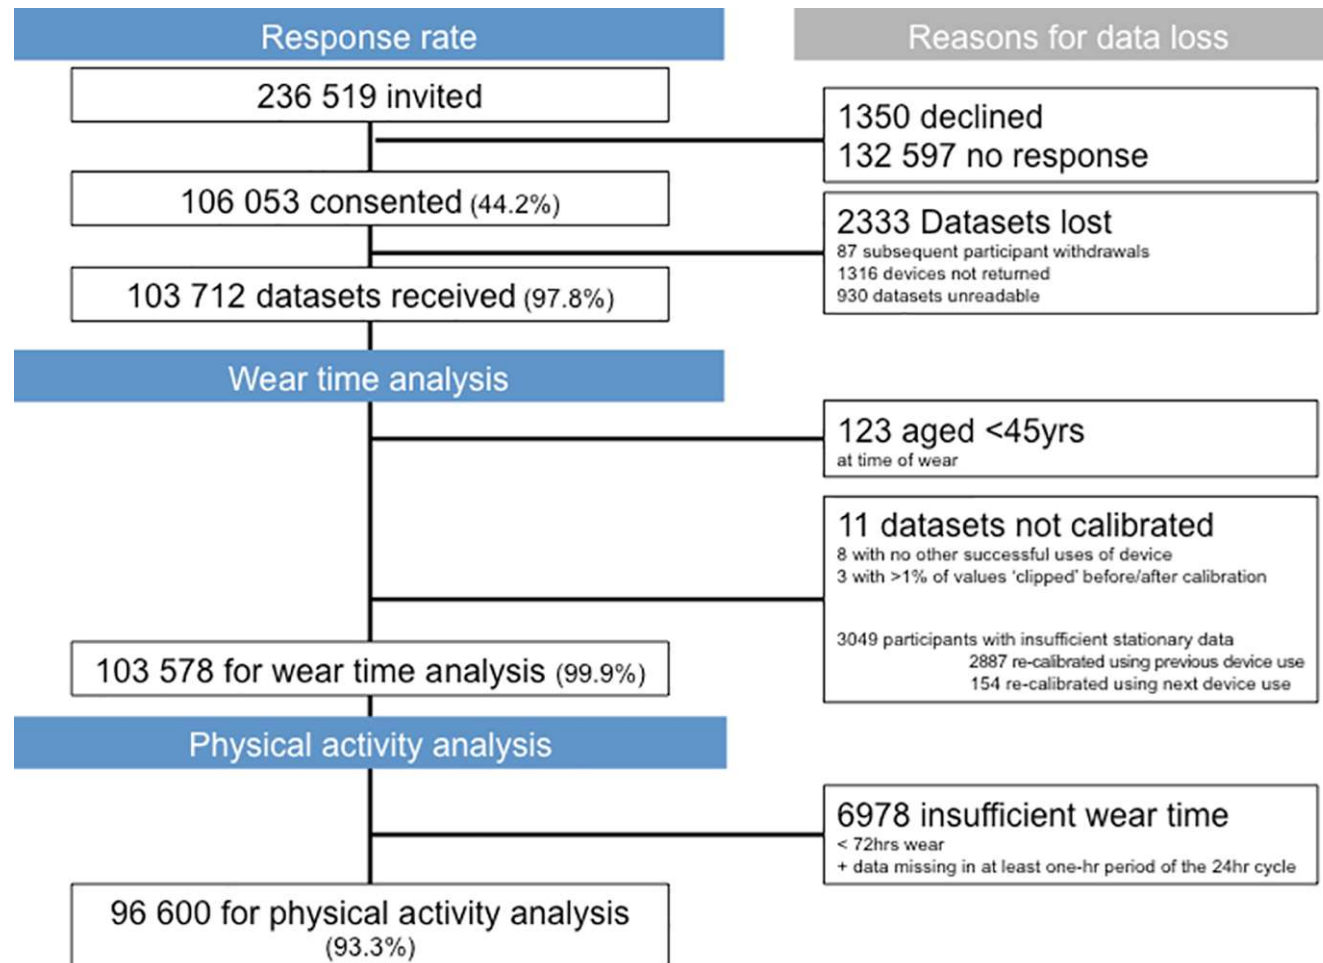 Response rate
Reasons for data loss
236 519 invited
1350 declined
132 597 no response
106 053 consented (44.2%)
2333 Datasets lost
87 subsequent participant withdrawals
1316 devices not returned
930 datasets unreadable
103 712 datasets received (97.8%)
Wear time analysis
123 aged <45yrs
at time of wear
11 datasets not calibrated
8 with no other successful uses of device
3 with >1% of values ‘clipped’ before/after calibration
3049 participants with insufficient stationary data
2887 re-calibrated using previous device use
154 re-calibrated using next device use
103 578 for wear time analysis (99.9%)
Physical activity analysis
6978 insufficient wear time
< 72hrs wear
+ data missing in at least one-hr period of the 24hr cycle
96 600 for physical activity analysis
(93.3%)